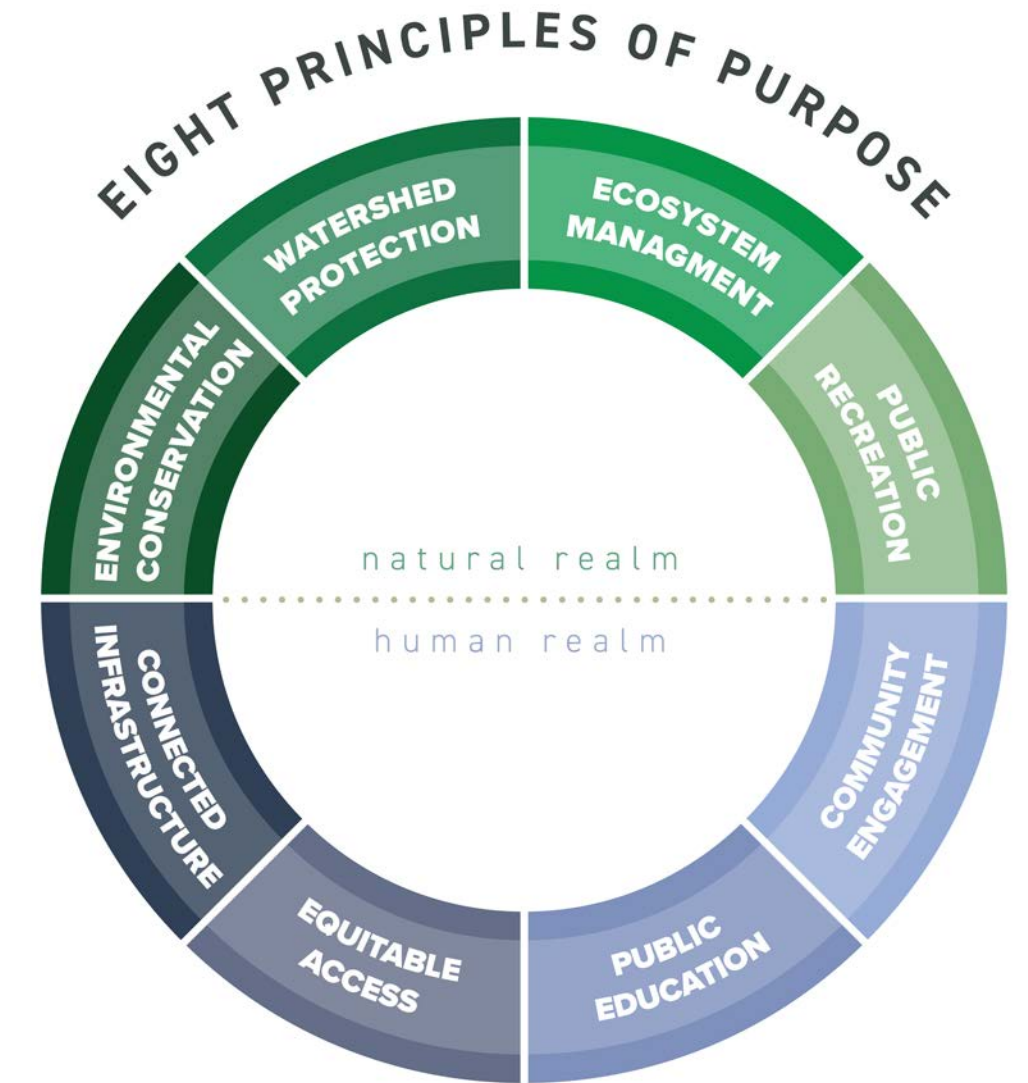 EIGHT PRINCIPLES OF PURPOSE
WATERSHED
PROTECTION
ECOSYSTEM
MANAGMENT
ENVIRONMENTAL
CONSERVATION
PUBLIC
RECREATION
natural realm
human realm
CONNECTED
INFRASTRUCTURE
COMMUNITY
ENGAGEMENT
EQUITABLE
ACCESS
PUBLIC
EDUCATION